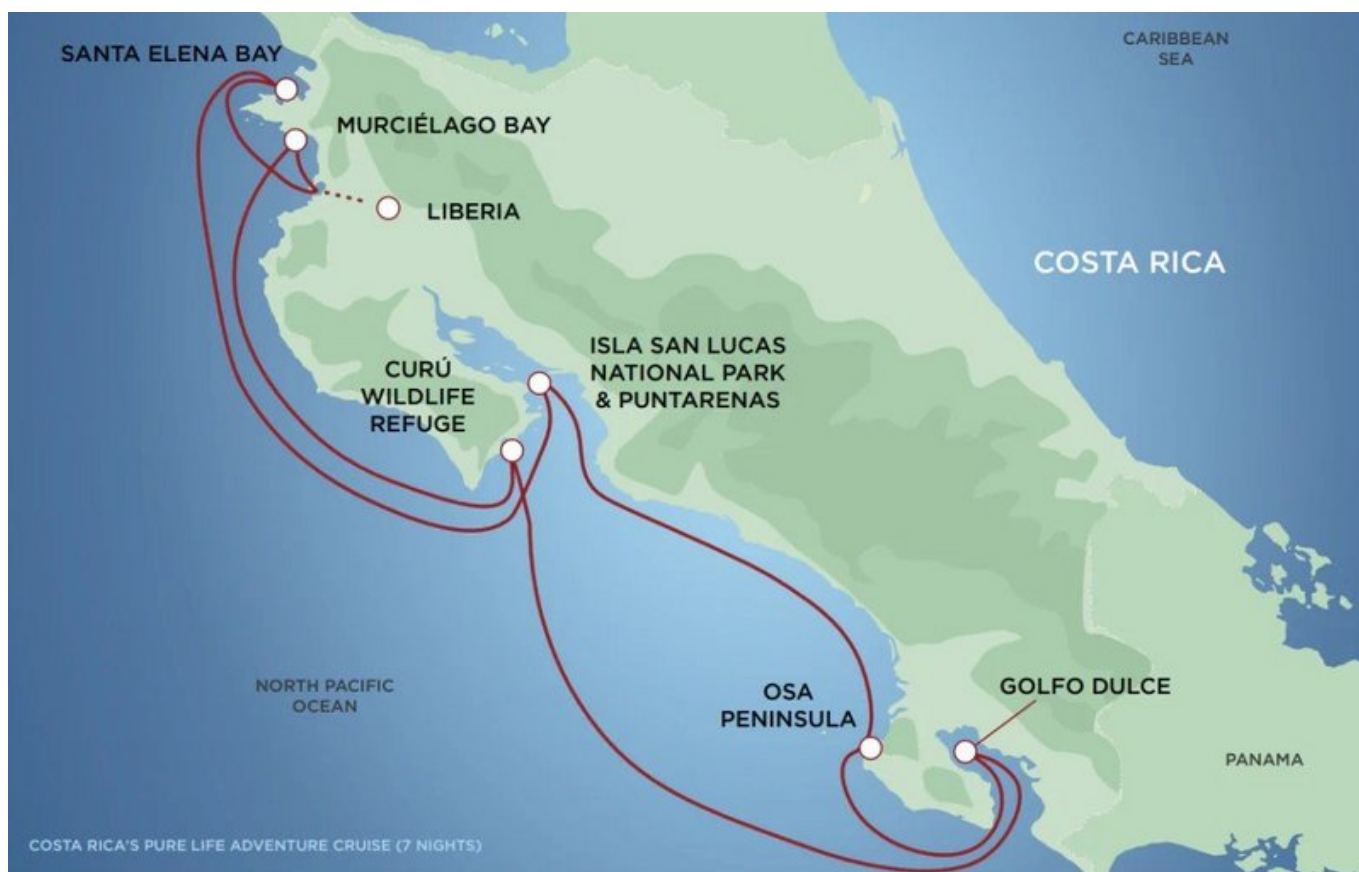 SANTA ELENA BAY
CARIBBEAN
SEA
MURCIÉLAGO BAY
LIBERIA
COSTA RICA
ISLA SAN LUCAS
NATIONAL PARK
& PUNTARENAS
CURÚ
WILDLIFE
REFUGE
NORTH PACIFIC
OCEAN
OSA
PENINSULA
GOLFO DULCE
PANAMA
COSTA RICA'S PURE LIFE ADVENTURE CRUISE (7 NIGHTS)